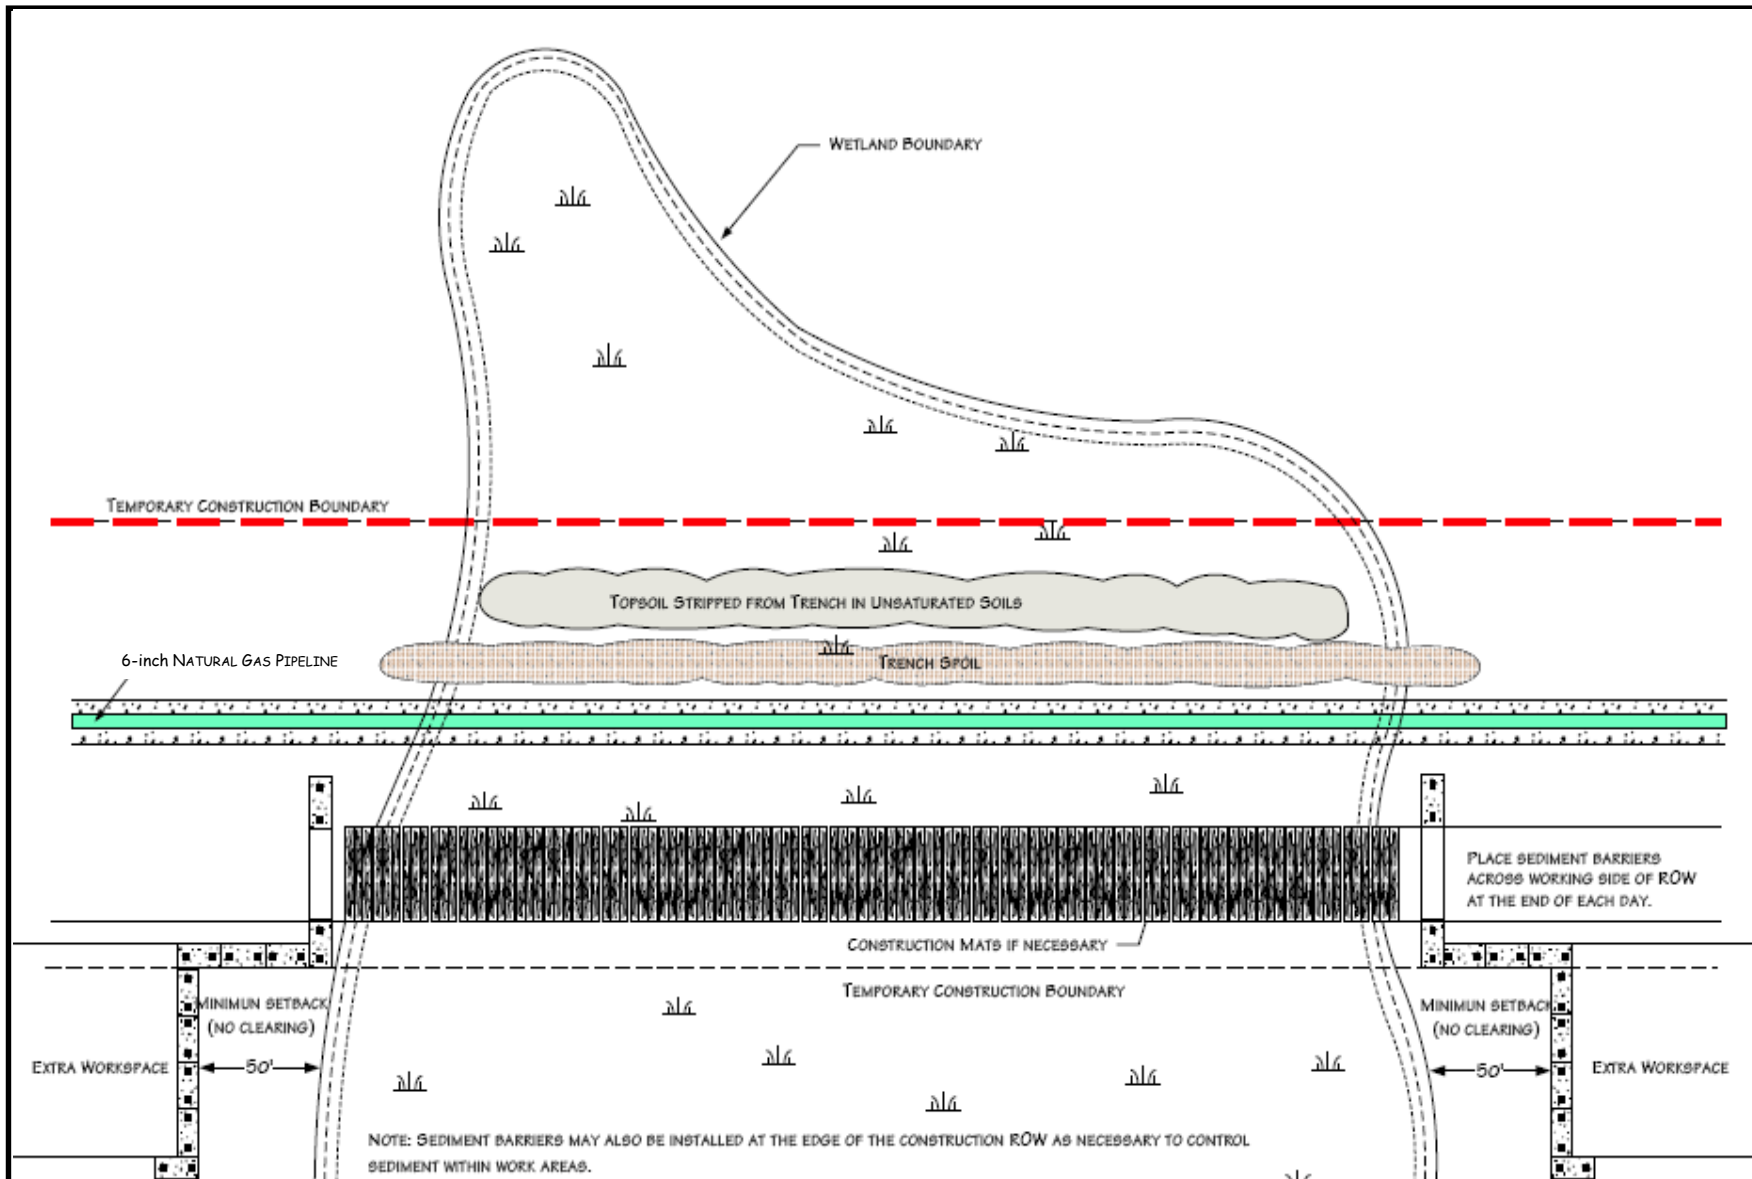 WETLAND BOUNDARY
TEMPORARY CONSTRUCTION BOUNDARY
TOPSOIL STRIPPED FROM TRENCH IN UNSATURATED SOILS
6-inch NATURAL GAS PIPELINE
TRENCH SPOIL
PLACE SEDIMENT BARRIERS
ACROSS WORKING SIDE OF ROW
AT THE END OF EACH DAY.
CONSTRUCTION MATS IF NECESSARY
TEMPORARY CONSTRUCTION BOUNDARY
MINIMUN SETBACK
(NO CLEARING)
EXTRA WORKSPACE
50'
MINIMUN SETBACK
(NO CLEARING)
50'
EXTRA WORKSPACE
NOTE: SEDIMENT BARRIERS MAY ALSO BE INSTALLED AT THE EDGE OF THE CONSTRUCTION ROW AS NECESSARY TO CONTROL
SEDIMENT WITHIN WORK AREAS.